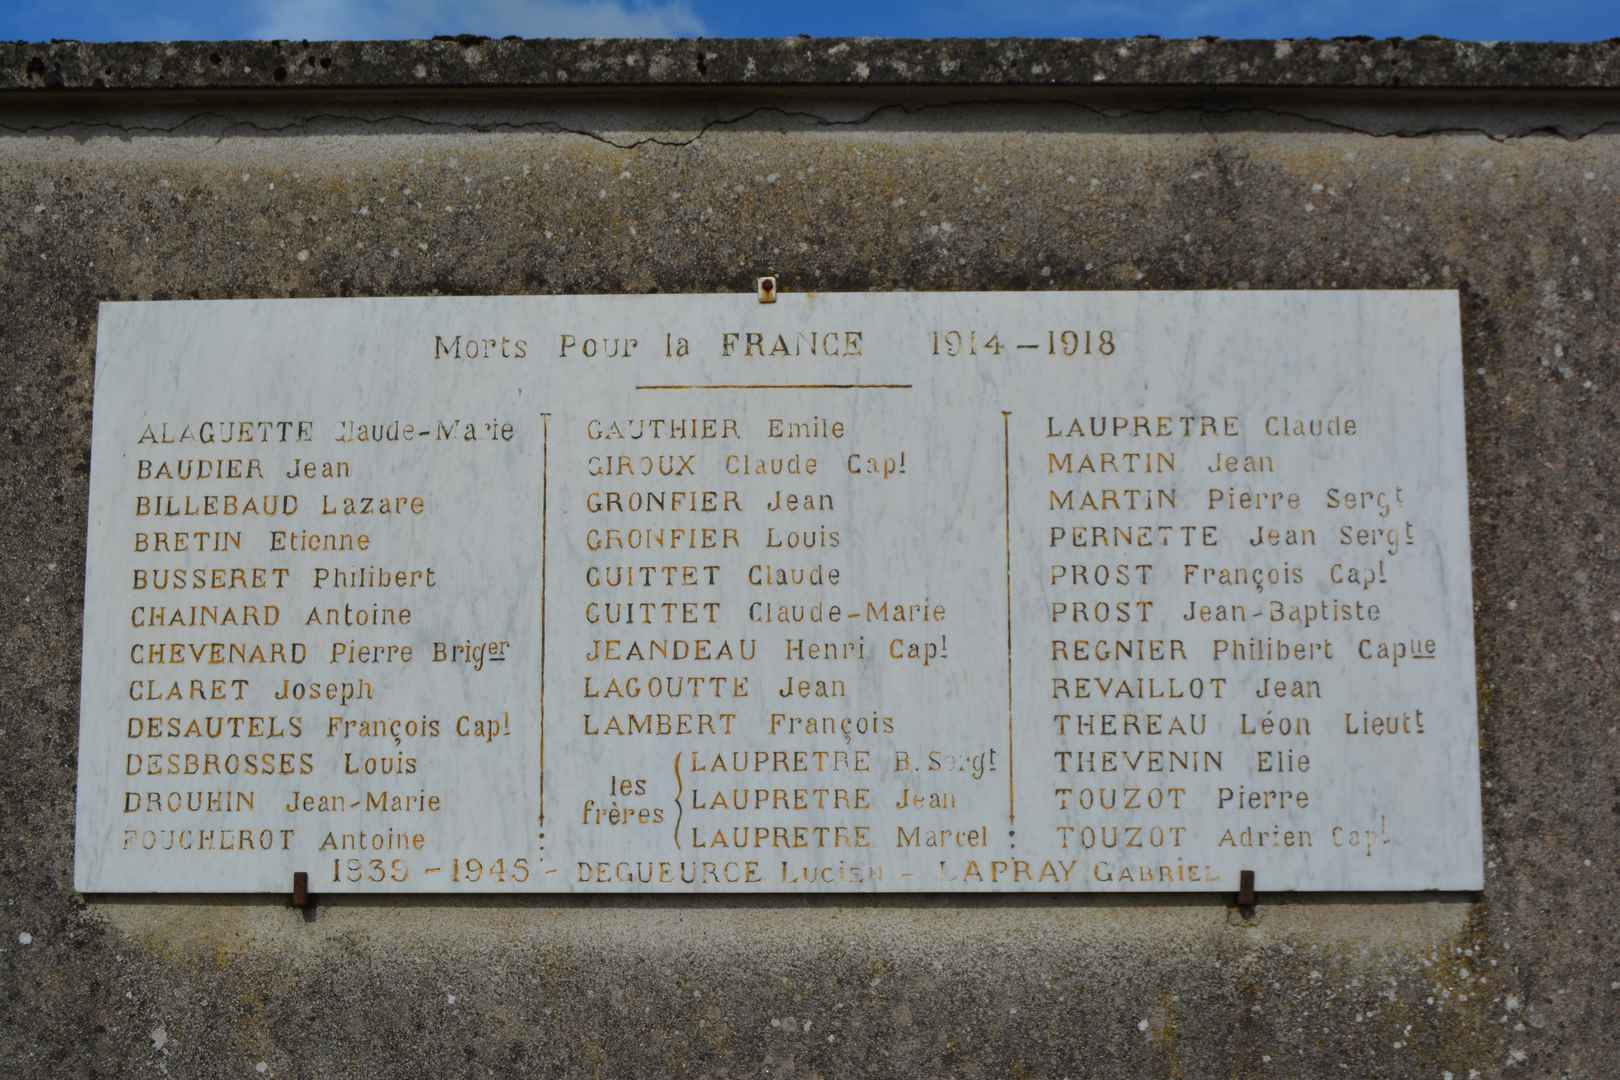 Morts Pour la FRANCE 1914-1918
ALAGUETTE Claude-Marie
BAUDIER Jean
BILLEBAUD Lazare
BRETIN Etienne
BUSSERET Philibert
CHAINARD Antoine
CHEVENARD Pierre Briger
CLARET Joseph
DESAUTELS François Capl
DESBROSSES Louis
DROUHIN Jean-Marie
FOUCHEROT Antoine
GAUTHIER Emile
GIROUX Claude Capl
GRONFIER Jean
GRONFIER Louis
GUITTET Claude
GUITTET Claude-Marie
JEANDEAU Henri Capl
LAGOUTTE Jean
LAMBERT François
les frères
LAUPRETRE B. Sergt
LAUPRETRE Jean
LAUPRETRE Marcel
LAUPRETRE Claude
MARTIN Jean
MARTIN Pierre Sergt
PERNETTE Jean Sergt
PROST François Capl
PROST Jean-Baptiste
REGNIER Philibert Capue
REVAILLOT Jean
THEREAU Léon Lieutt
THEVENIN Elie
TOUZOT Pierre
TOUZOT Adrien Capl
1939-1945 - DEGUEURCE Lucien - LAPRAY GABRIEL